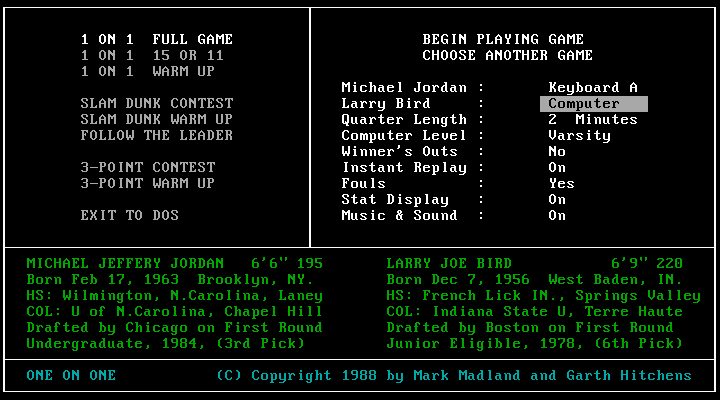 1 ON 1  FULL GAME
1 ON 1  15 OR 11
1 ON 1  WARM UP
SLAM DUNK CONTEST
SLAM DUNK WARM UP
FOLLOW THE LEADER
3-POINT CONTEST
3-POINT WARM UP
EXIT TO DOS
BEGIN PLAYING GAME
CHOOSE ANOTHER GAME
Michael Jordan :       Keyboard A
Larry Bird     :       Computer
Quarter Length :       2  Minutes
Computer Level :       Varsity
Winner's Outs  :       No
Instant Replay :       On
Fouls          :       Yes
Stat Display   :       On
Music & Sound  :       On
MICHAEL JEFFERY JORDAN   6'6" 195
Born Feb 17, 1963  Brooklyn, NY.
HS: Wilmington, N.Carolina, Laney
COL: U of N.Carolina, Chapel Hill
Drafted by Chicago on First Round
Undergraduate, 1984, (3rd Pick)
LARRY JOE BIRD           6'9" 220
Born Dec 7, 1956  West Baden, IN.
HS: French Lick IN., Springs Valley
COL: Indiana State U, Terre Haute
Drafted by Boston on First Round
Junior Eligible, 1978, (6th Pick)
ONE ON ONE           (C) Copyright 1988 by Mark Madland and Garth Hitchens